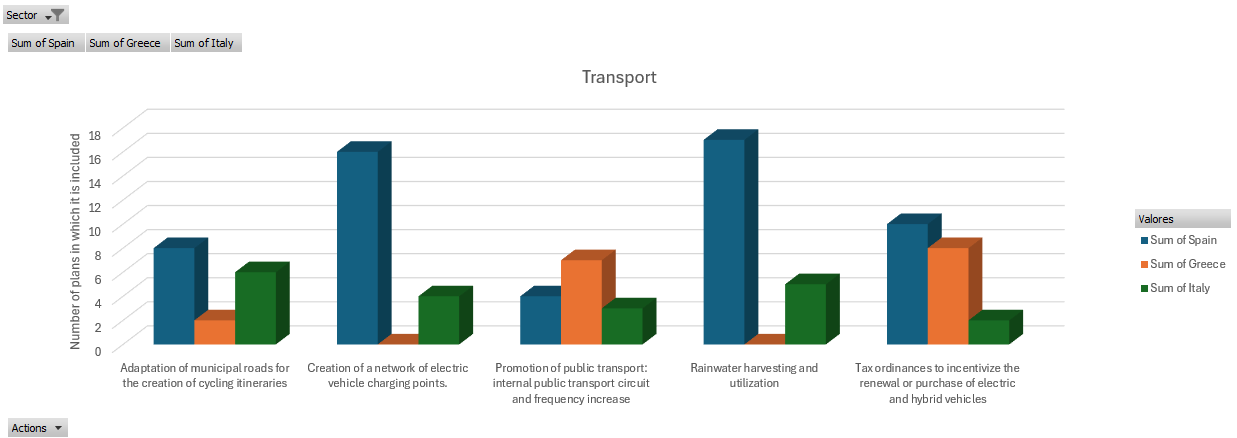 Sector
Sum of Spain Sum of Greece Sum of Italy
Transport
Number of plans in which it is included
18
16
14
12
10
8
6
4
2
0
Adaptation of municipal roads for
the creation of cycling itineraries
Creation of a network of electric
vehicle charging points.
Promotion of public transport:
internal public transport circuit
and frequency increase
Rainwater harvesting and
utilization
Tax ordinances to incentivize the
renewal or purchase of electric
and hybrid vehicles
Valores
Sum of Spain
Sum of Greece
Sum of Italy
Actions